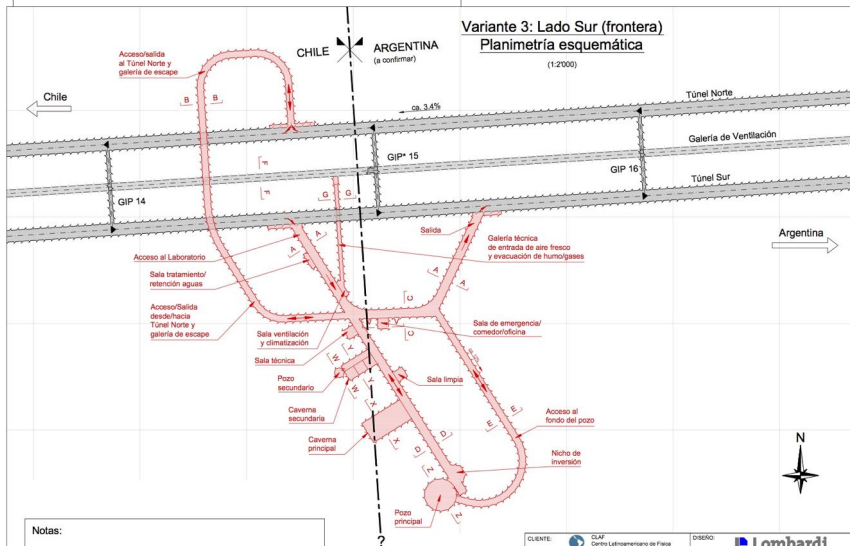 Variante 3: Lado Sur (frontera)
Planimetría esquemática
(1:2'000)
CHILE
ARGENTINA
(a confirmar)
Acceso/salida
al Túnel Norte y
galería de escape
B
B
Chile
ca. 3.4%
Túnel Norte
Galería de Ventilación
Túnel Sur
GIP 14
GIP* 15
GIP 16
F
F
G
G
Argentina
Acceso al Laboratorio
A
A
Sala tratamiento/
retención aguas
Acceso/Salida
desde/hacia
Túnel Norte y
galería de escape
Salida
Galería técnica
de entrada de aire fresco
y evacuación de humo/gases
A
A
C
C
Sala ventilación
y climatización
Sala de emergencia/
comedor/oficina
Sala técnica
Y
Y
W
W
Pozo
secundario
Sala limpia
Caverna
secundaria
X
X
Caverna
principal
D
D
E
E
Acceso al
fondo del pozo
Nicho de
inversión
Z
Z
Pozo
principal
N
?
Notas:
CLIENTE:
CLAF
Centro Latinoamericano de Física
DISEÑO:
Lombardi